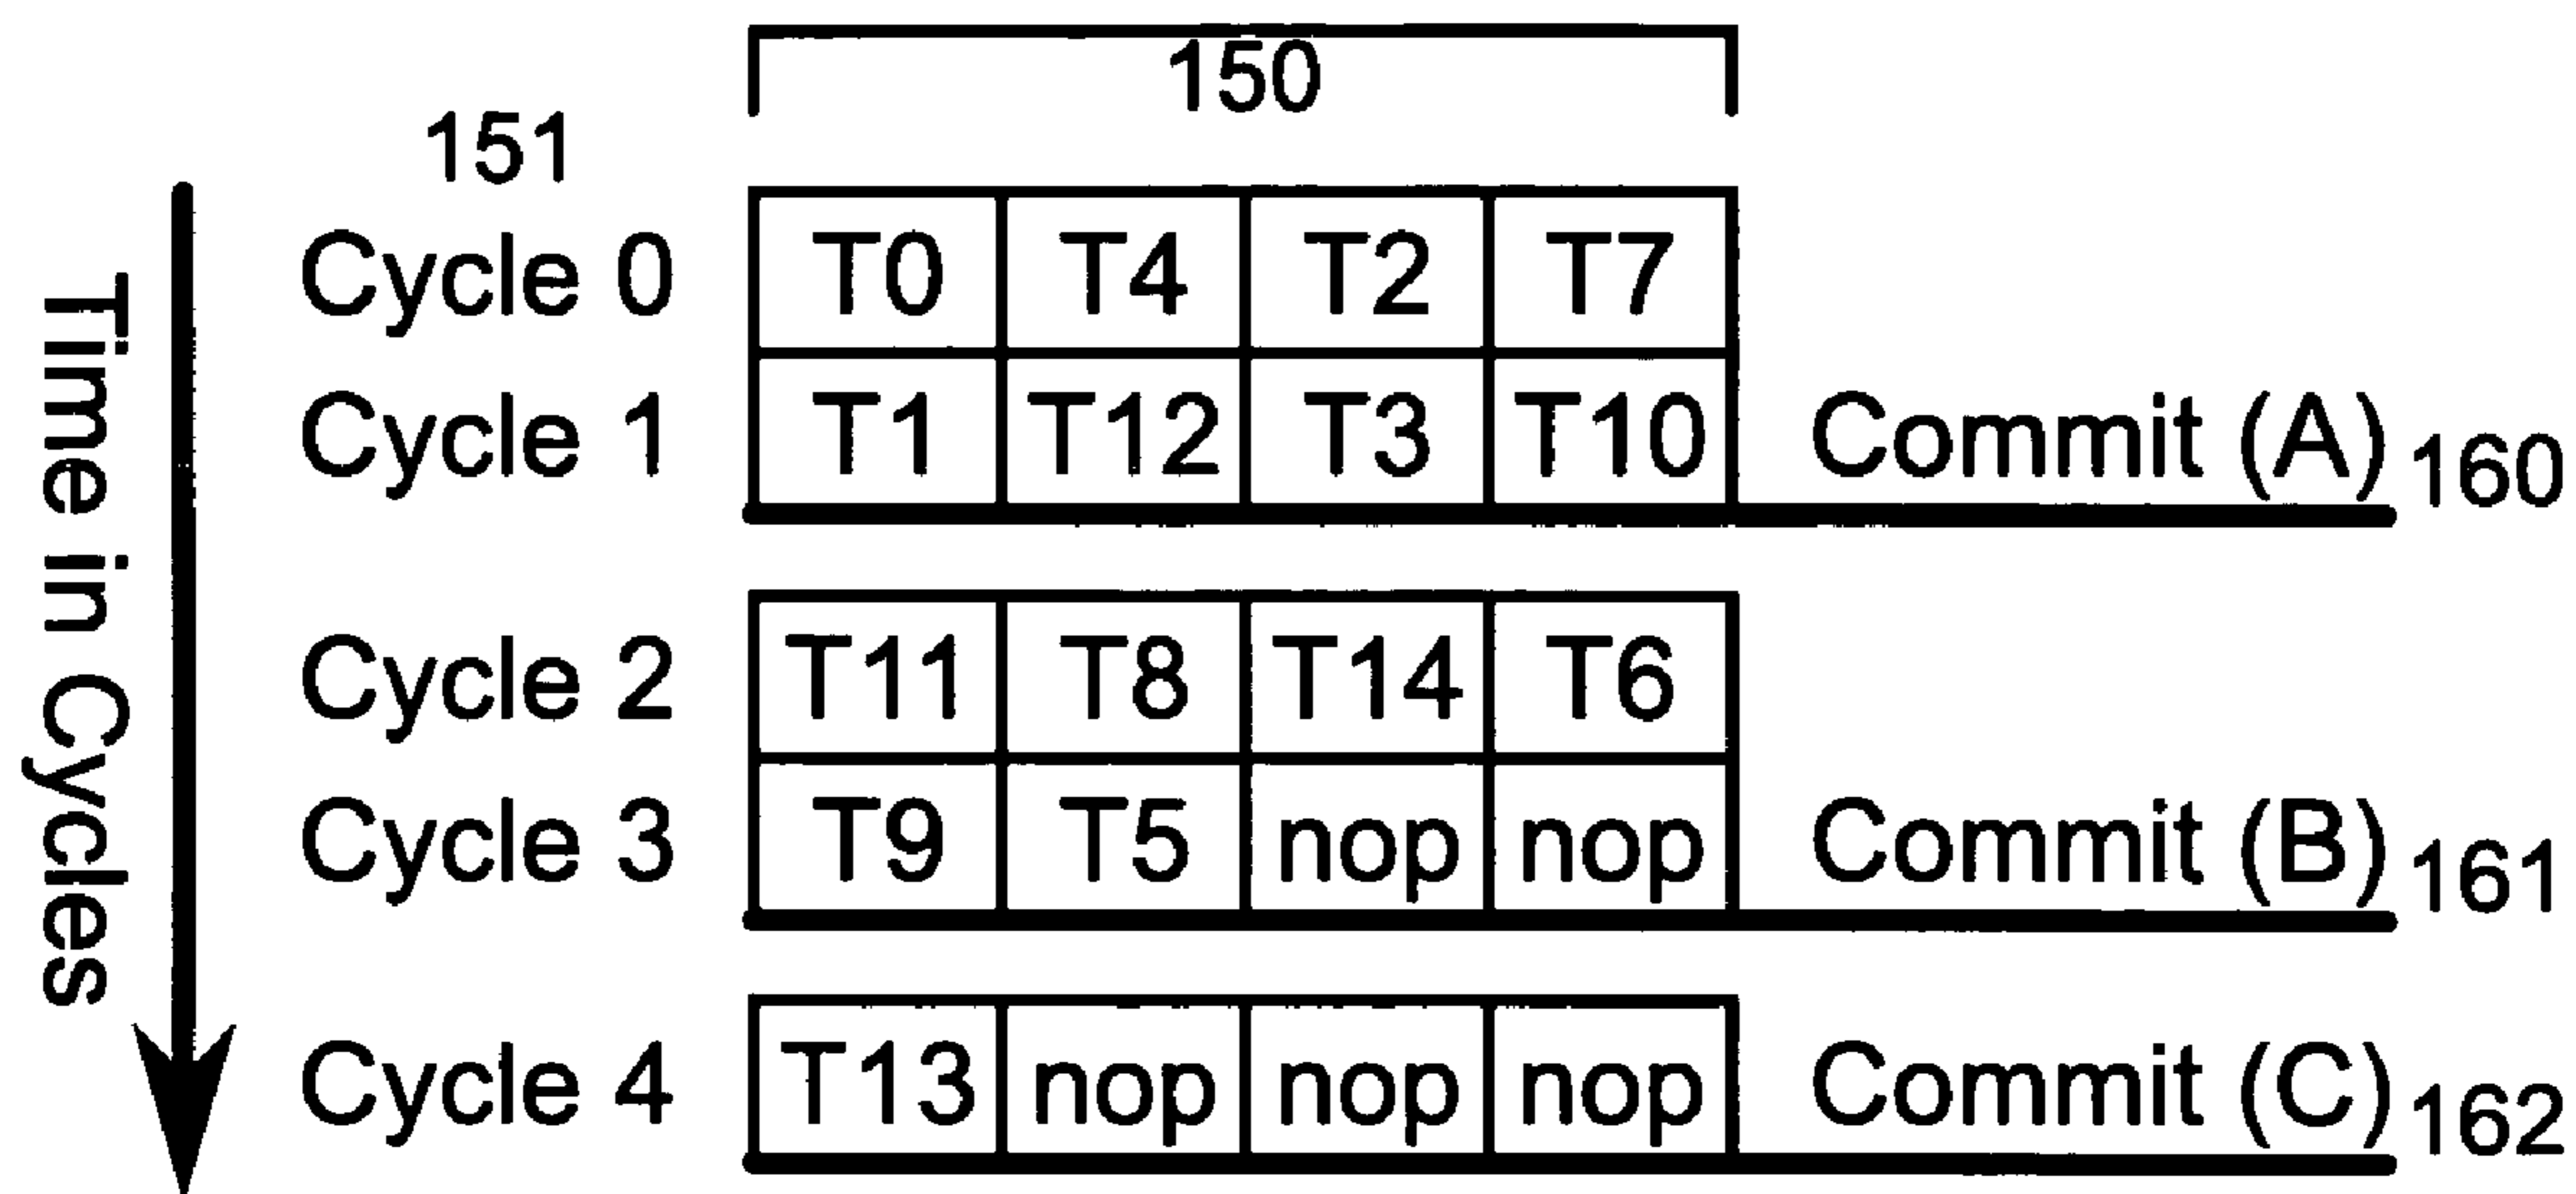 150
151
Cycle 0 T0 T4 T2 T7
Cycle 1 T1 T12 T3 T10 Commit (A) 160
Cycle 2 T11 T8 T14 T6
Cycle 3 T9 T5 nop nop Commit (B) 161
Cycle 4 T13 nop nop nop Commit (C) 162
Time in Cycles